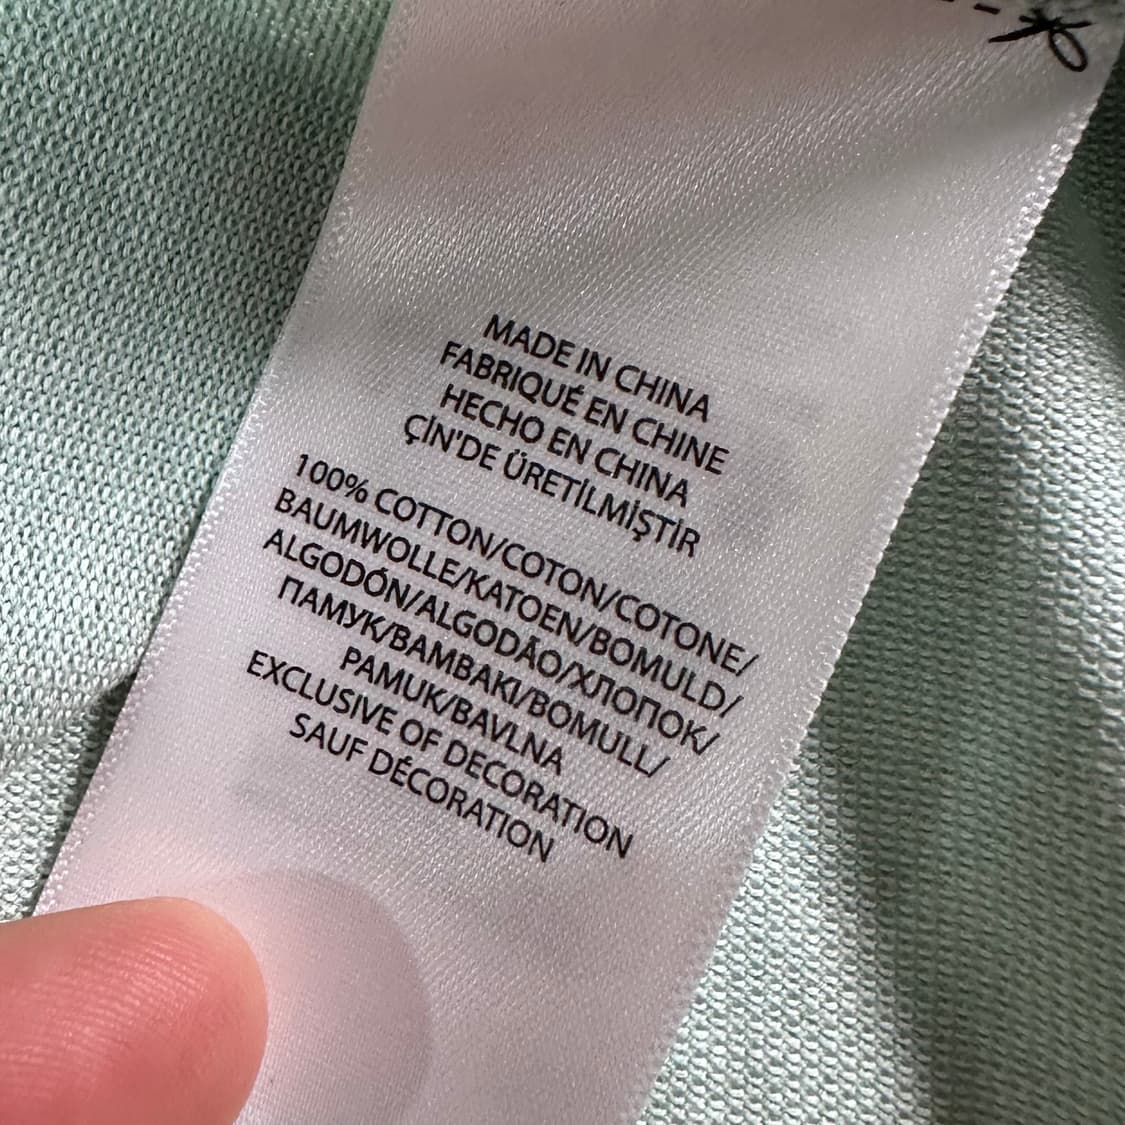 MADE IN CHINA
FABRIQUÉ EN CHINE
HECHO EN CHINA
ÇİN'DE ÜRETİLMİŞTİR
100% COTTON/COTON/COTONE/
BAUMWOLLE/KATOEN/BOMULD/
ALGODÓN/ALGODÃO/ХЛОПОК/
ПАМУК/BAMBAKI/BOMULL/
PAMUK/BAVLNA
EXCLUSIVE OF DECORATION
SAUF DÉCORATION